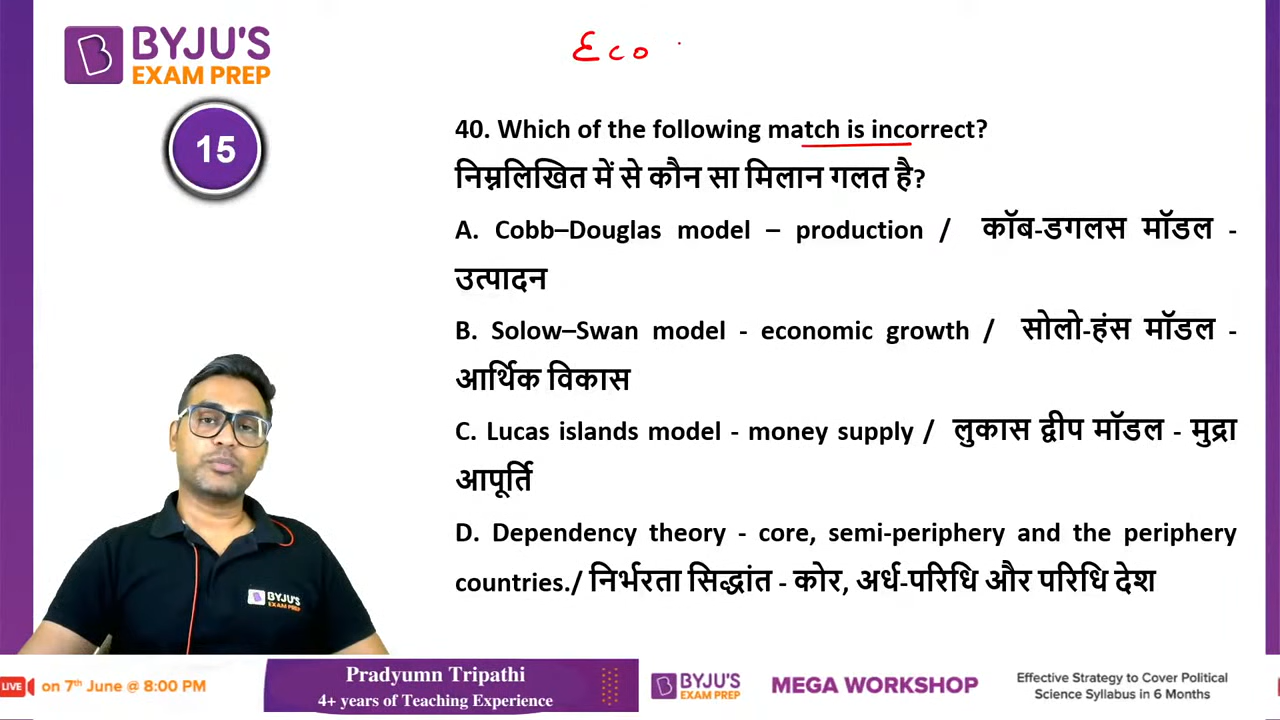 BYJU'S
EXAM PREP
Eco
15
40. Which of the following match is incorrect?
निम्नलिखित में से कौन सा मिलान गलत है?
A. Cobb–Douglas model – production / कॉब-डगलस मॉडल -
उत्पादन
B. Solow–Swan model - economic growth / सोलो-हंस मॉडल -
आर्थिक विकास
C. Lucas islands model - money supply / लुकास द्वीप मॉडल - मुद्रा
आपूर्ति
D. Dependency theory - core, semi-periphery and the periphery
countries./ निर्भरता सिद्धांत - कोर, अर्ध-परिधि और परिधि देश
BYJU'S
EXAM PREP
LIVE on 7th June @ 8:00 PM
Pradyumn Tripathi
4+ years of Teaching Experience
BYJU'S
EXAM PREP
MEGA WORKSHOP
Effective Strategy to Cover Political
Science Syllabus in 6 Months